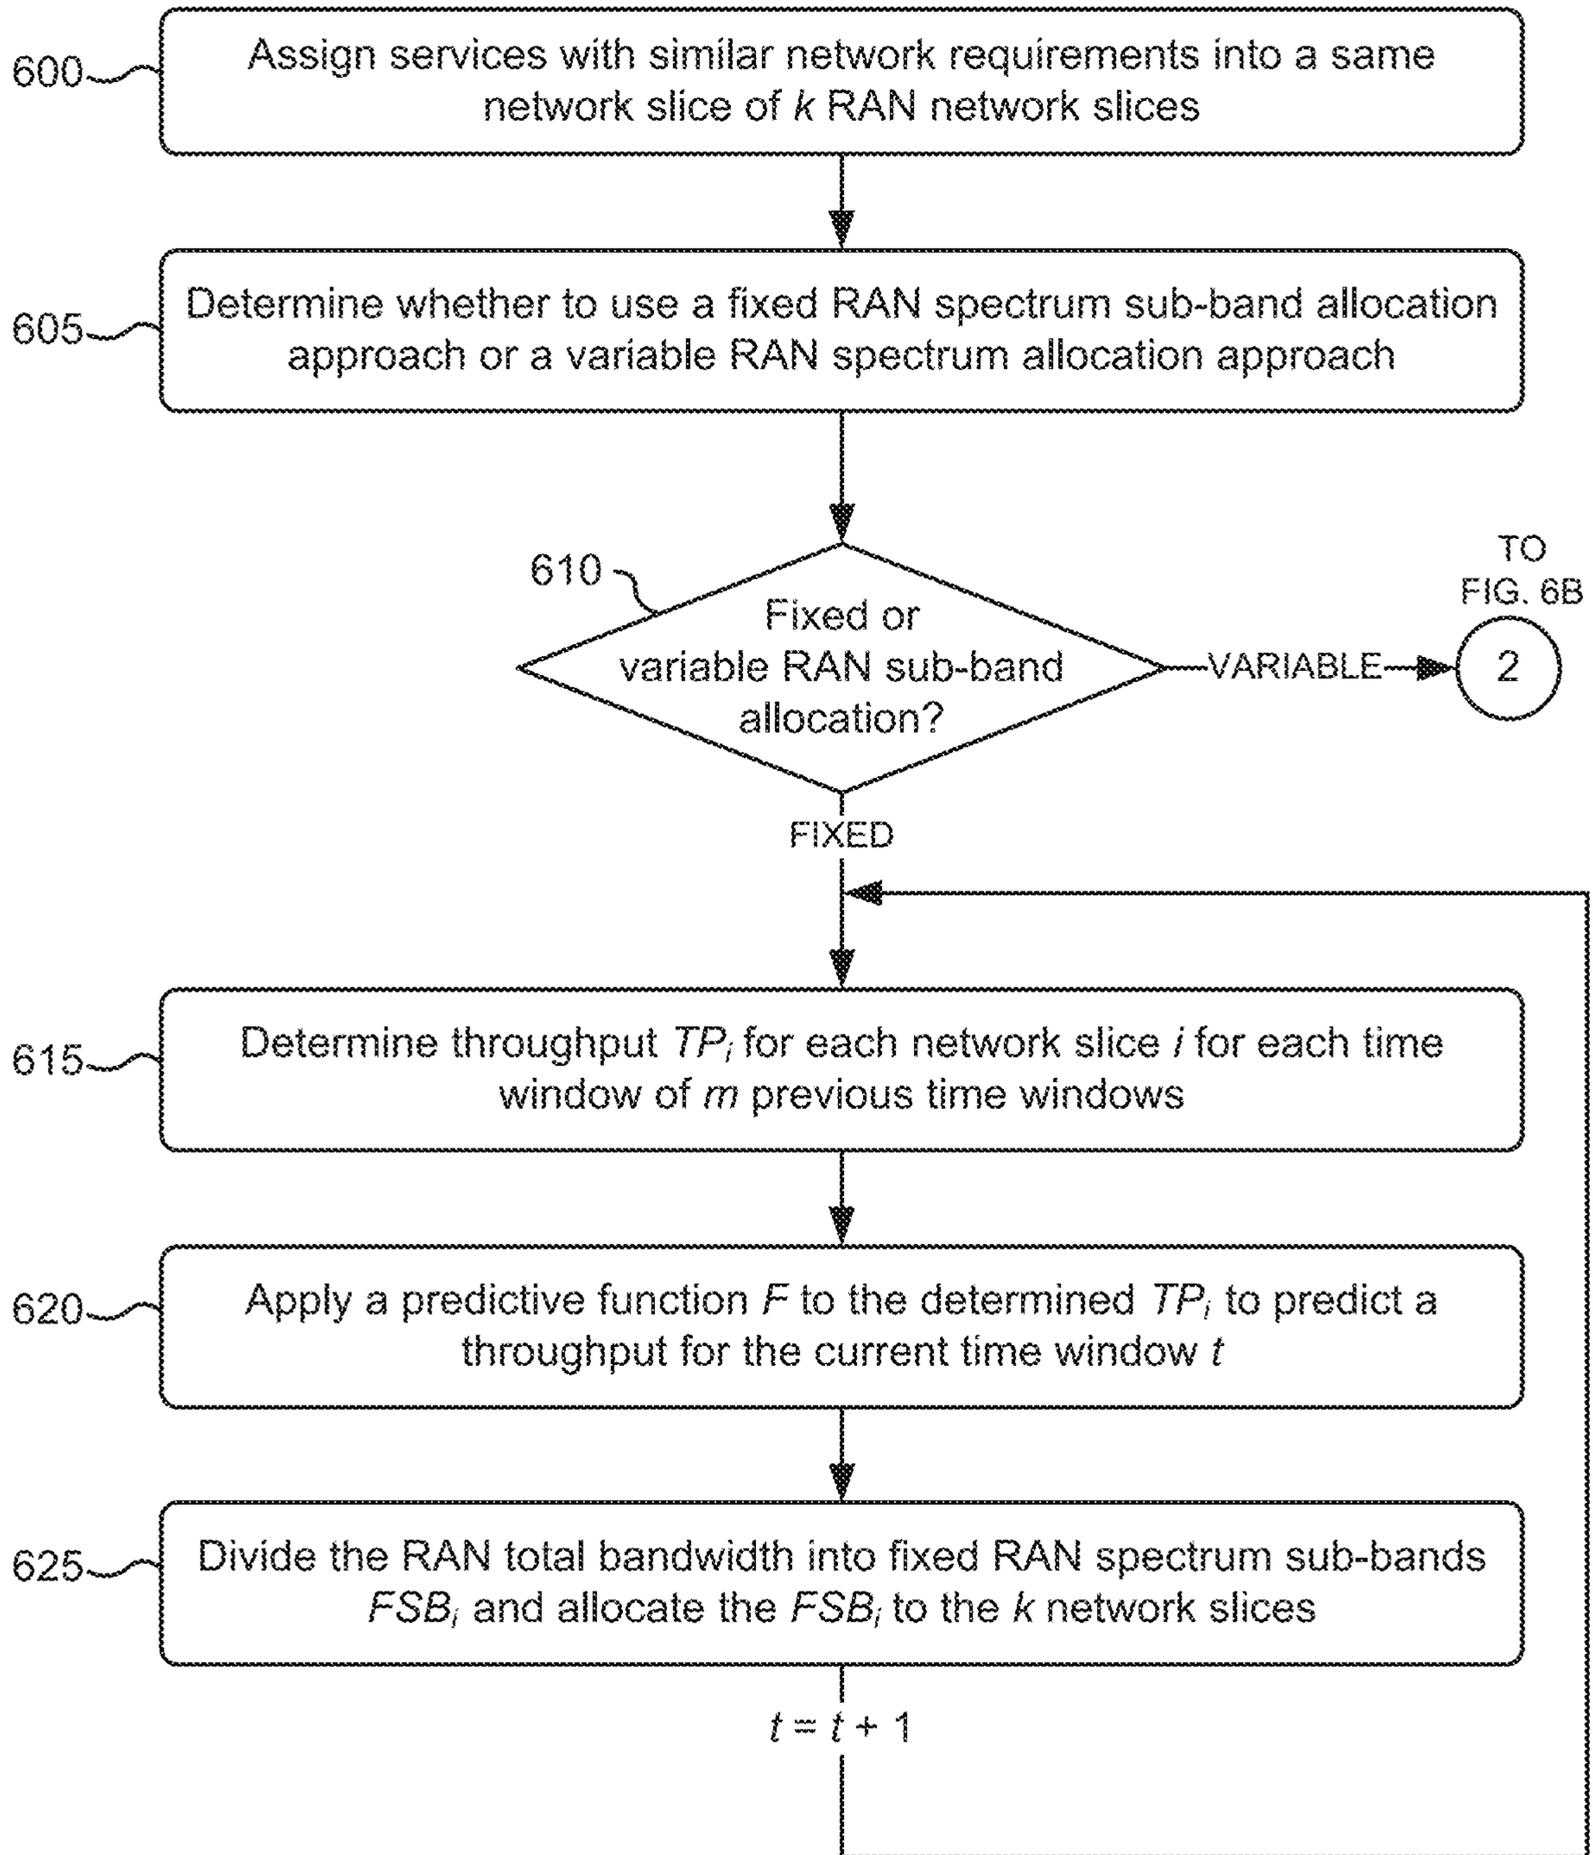 600
Assign services with similar network requirements into a same
network slice of k RAN network slices
605
Determine whether to use a fixed RAN spectrum sub-band allocation
approach or a variable RAN spectrum allocation approach
610
Fixed or
variable RAN sub-band
allocation?
VARIABLE
TO
FIG. 6B
2
FIXED
615
Determine throughput TPi for each network slice i for each time
window of m previous time windows
620
Apply a predictive function F to the determined TPi to predict a
throughput for the current time window t
625
Divide the RAN total bandwidth into fixed RAN spectrum sub-bands
FSBi and allocate the FSBi to the k network slices
t = t + 1